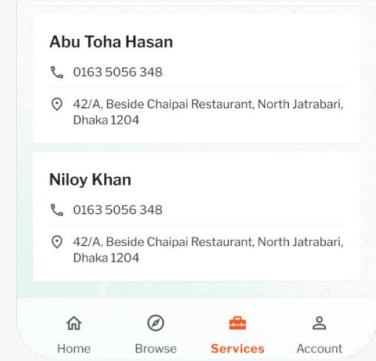 Abu Toha Hasan
0163 5056 348
42/A, Beside Chaipai Restaurant, North Jatrabari,
Dhaka 1204
Niloy Khan
0163 5056 348
42/A, Beside Chaipai Restaurant, North Jatrabari,
Dhaka 1204
Home Browse Services Account